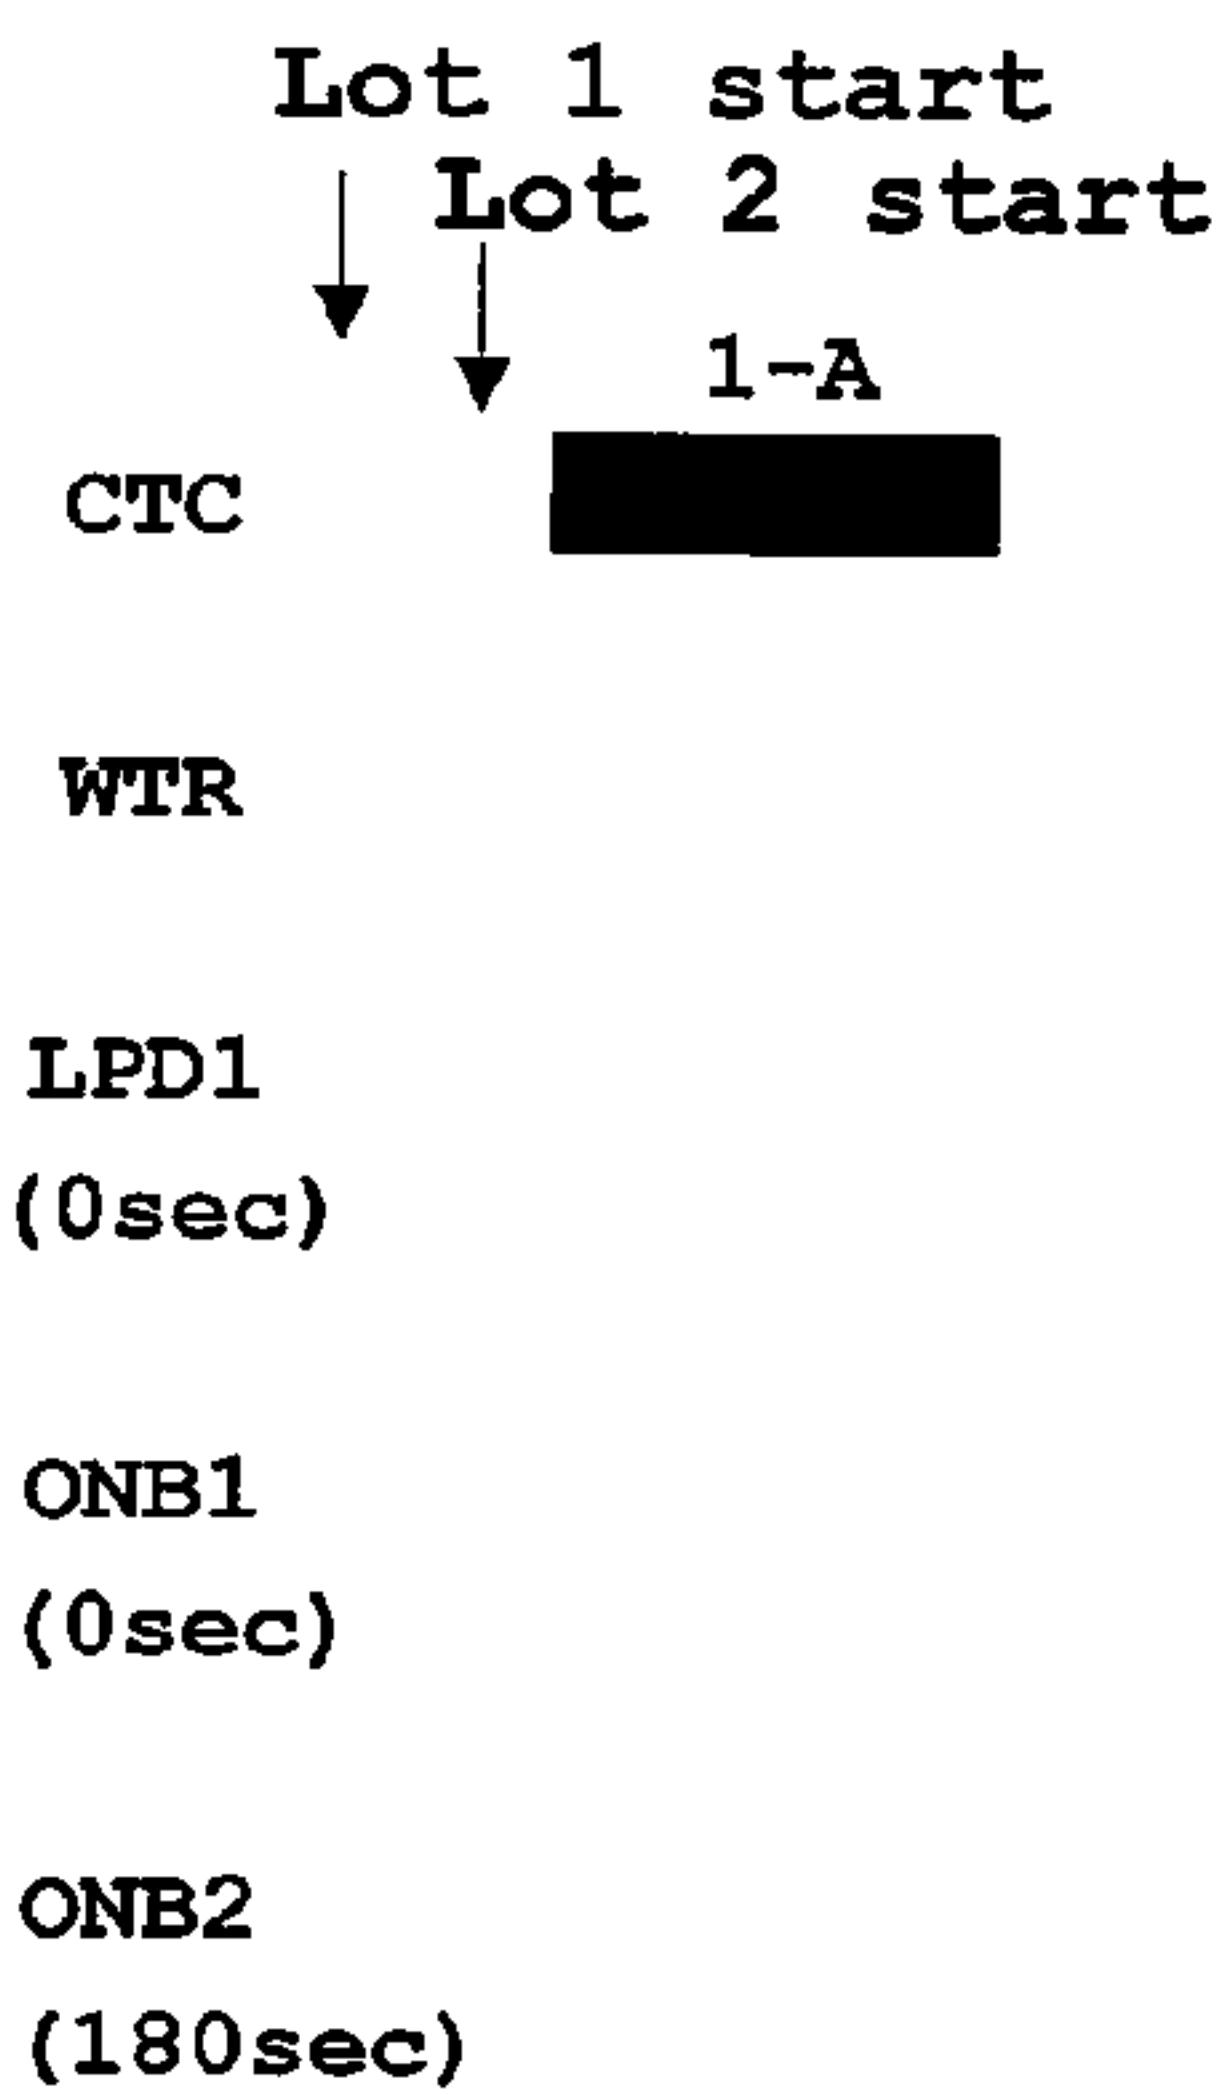 Lot 1 start
Lot 2 start
1-A
CTC
WTR
LPD1
(0sec)
ONB1
(0sec)
ONB2
(180sec)